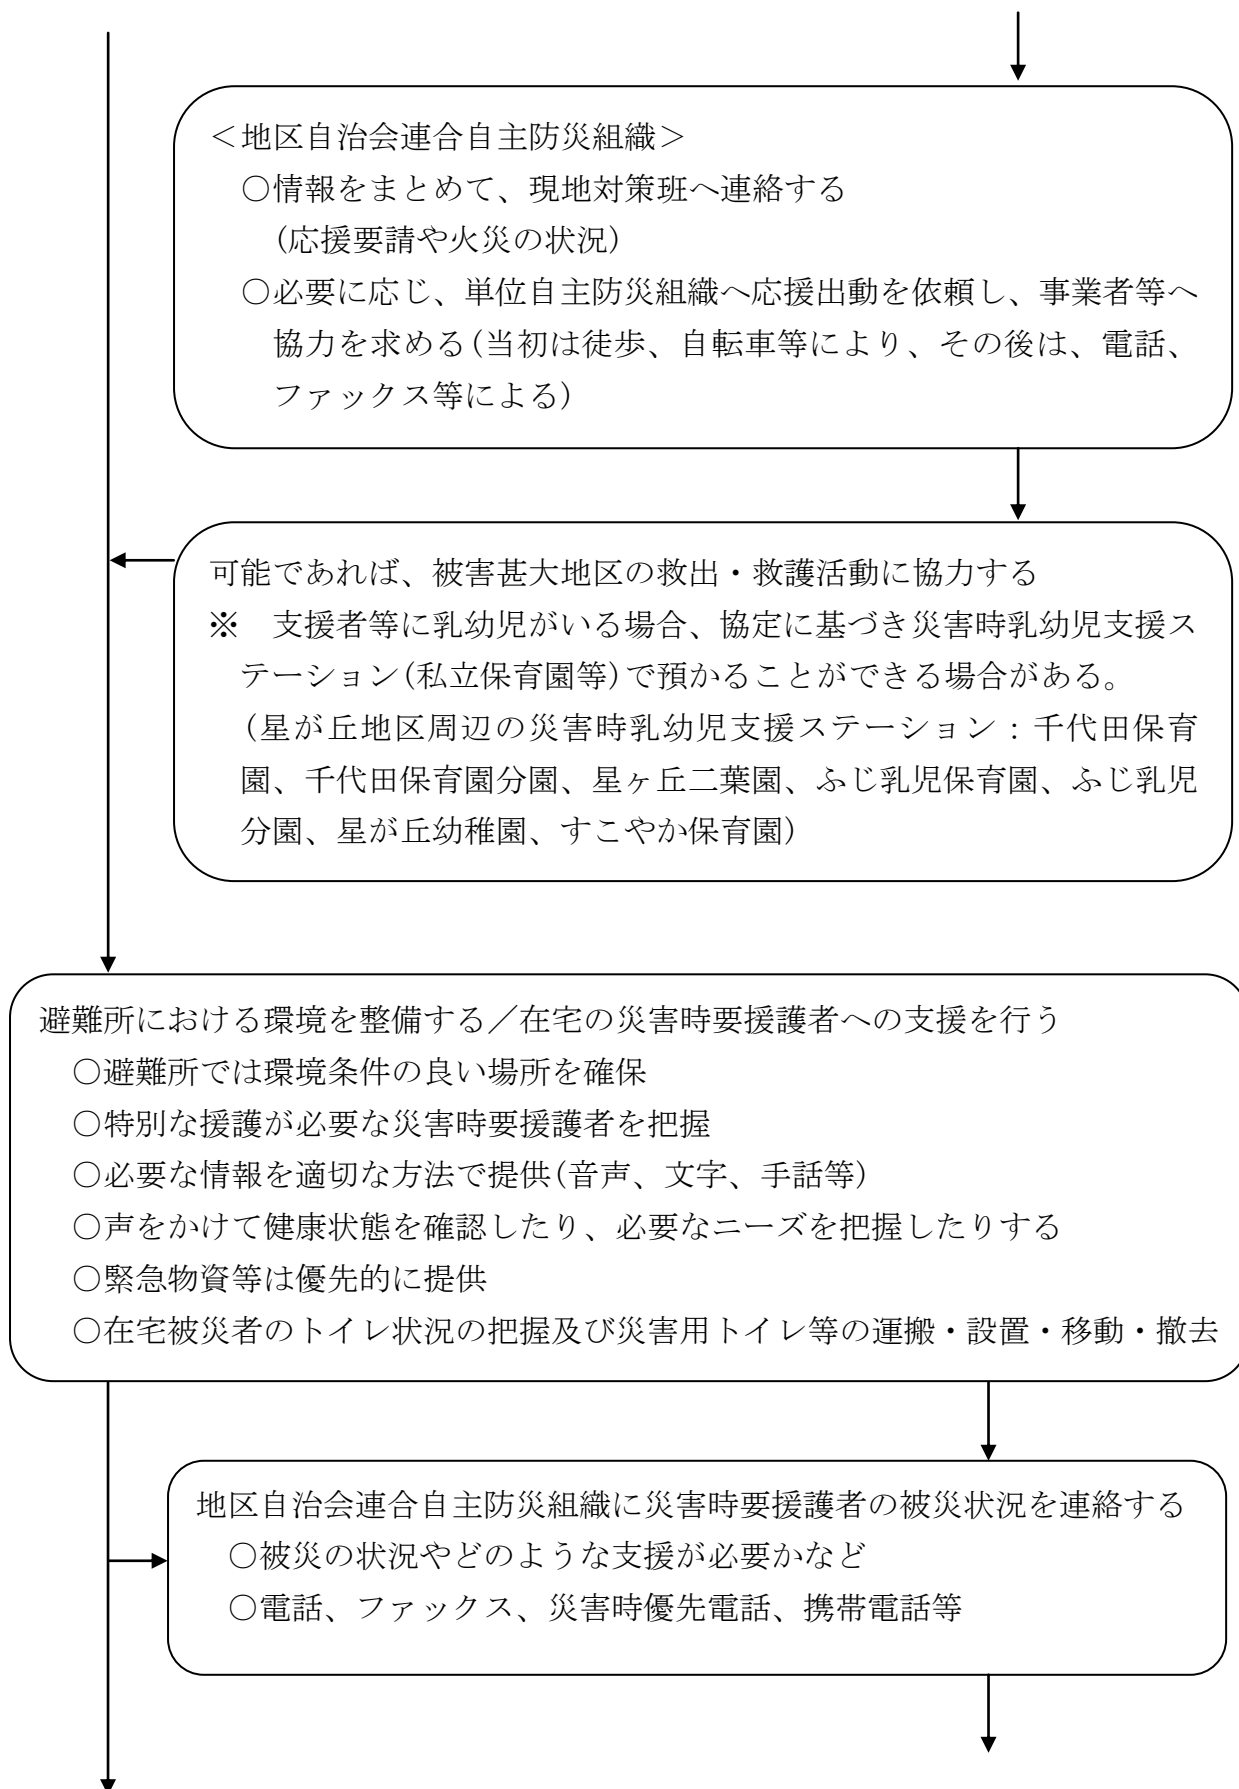 ＜地区自治会連合自主防災組織＞
○情報をまとめて、現地対策班へ連絡する
(応援要請や火災の状況)
○必要に応じ、単位自主防災組織へ応援出動を依頼し、事業者等へ
協力を求める(当初は徒歩、自転車等により、その後は、電話、
ファックス等による)
可能であれば、被害甚大地区の救出・救護活動に協力する
※　支援者等に乳幼児がいる場合、協定に基づき災害時乳幼児支援ス
テーション(私立保育園等)で預かることができる場合がある。
(星が丘地区周辺の災害時乳幼児支援ステーション：千代田保育
園、千代田保育園分園、星ヶ丘二葉園、ふじ乳児保育園、ふじ乳児
分園、星が丘幼稚園、すこやか保育園)
避難所における環境を整備する／在宅の災害時要援護者への支援を行う
○避難所では環境条件の良い場所を確保
○特別な援護が必要な災害時要援護者を把握
○必要な情報を適切な方法で提供(音声、文字、手話等)
○声をかけて健康状態を確認したり、必要なニーズを把握したりする
○緊急物資等は優先的に提供
○在宅被災者のトイレ状況の把握及び災害用トイレ等の運搬・設置・移動・撤去
地区自治会連合自主防災組織に災害時要援護者の被災状況を連絡する
○被災の状況やどのような支援が必要かなど
○電話、ファックス、災害時優先電話、携帯電話等